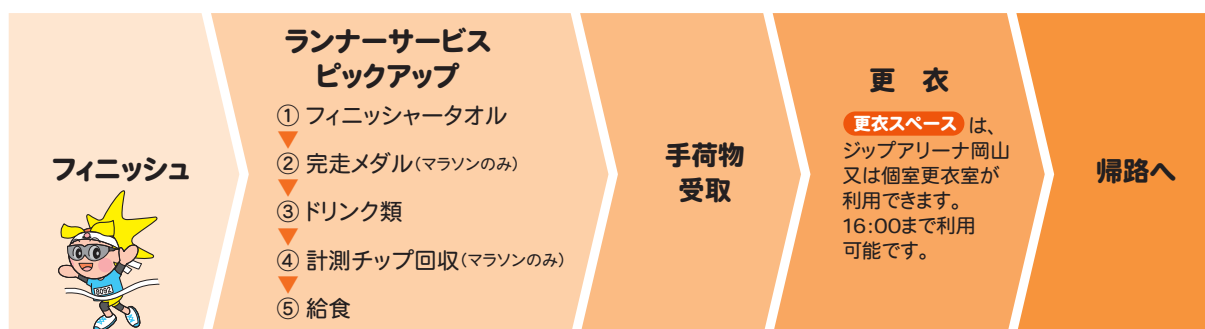 フィニッシュ
ランナーサービス
ピックアップ
① フィニッシャータオル
② 完走メダル(マラソンのみ)
③ ドリンク類
④ 計測チップ回収(マラソンのみ)
⑤ 給食
手荷物
受取
更 衣
更衣スペース は、
ジップアリーナ岡山
又は個室更衣室が
利用できます。
16:00まで利用
可能です。
帰路へ